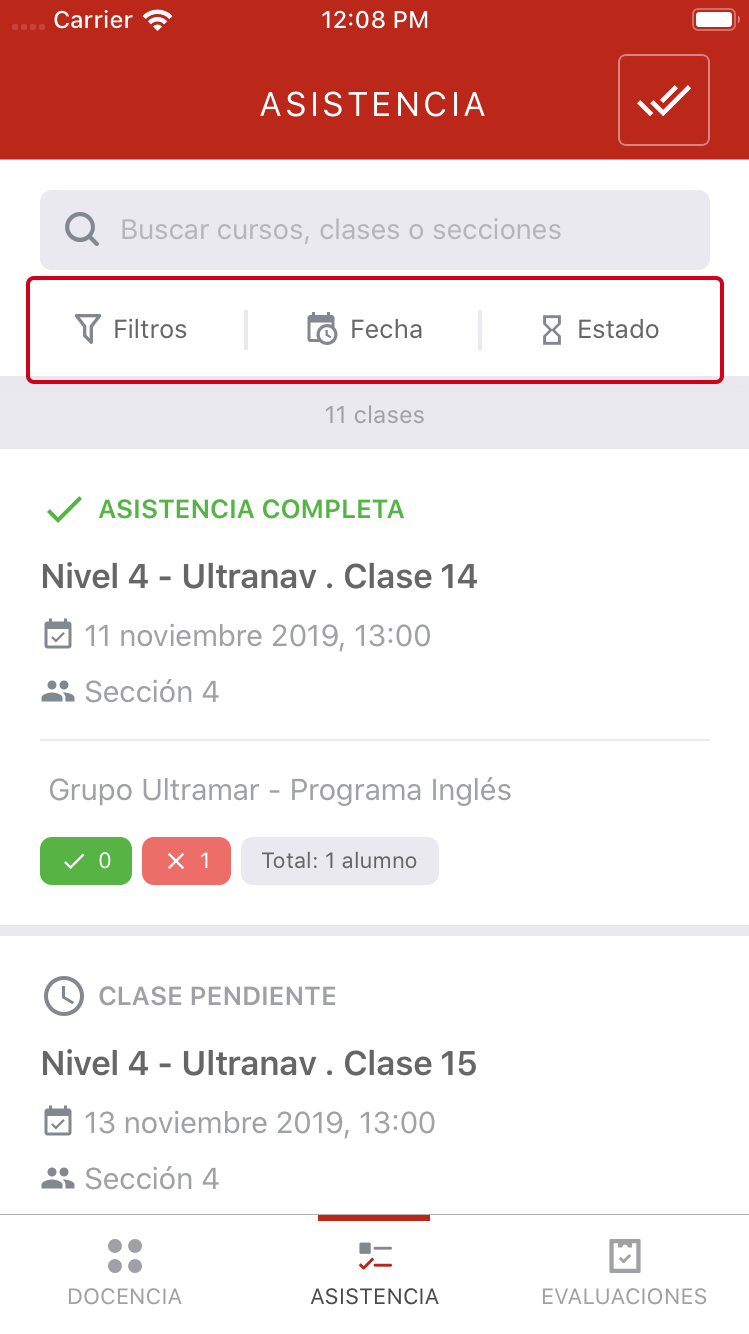 Carrier 12:08 PM
ASISTENCIA
Buscar cursos, clases o secciones
Filtros Fecha Estado
11 clases
ASISTENCIA COMPLETA
Nivel 4 - Ultranav . Clase 14
11 noviembre 2019, 13:00
Sección 4
Grupo Ultramar - Programa Inglés
0 1 Total: 1 alumno
CLASE PENDIENTE
Nivel 4 - Ultranav . Clase 15
13 noviembre 2019, 13:00
Sección 4
DOCENCIA ASISTENCIA EVALUACIONES